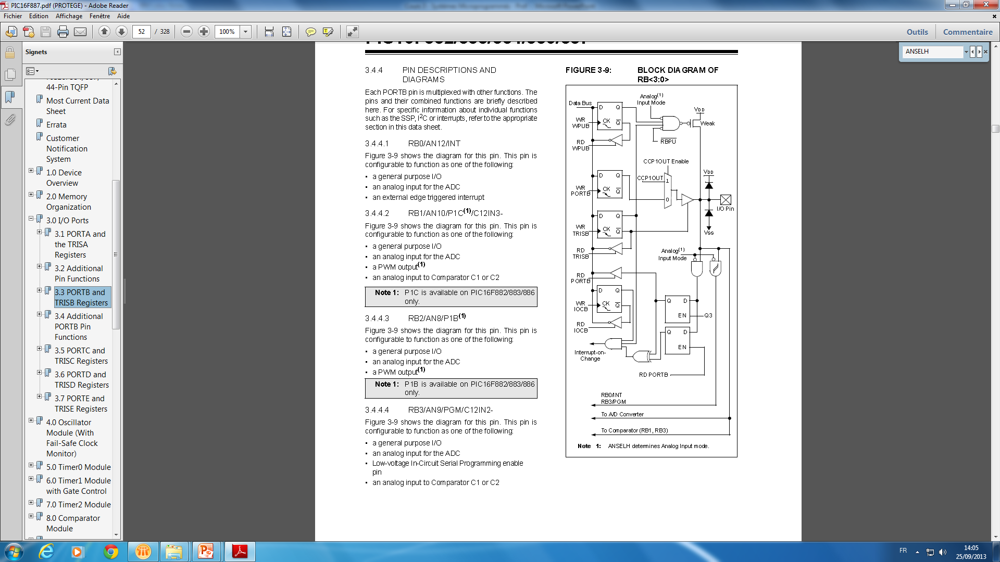 PIC16F887.pdf (PROTEGE) - Adobe Reader
Fichier Edition Affichage Fenêtre Aide
52 / 328 100% Outils Commentaire
Signets
44-Pin TQFP
Most Current Data
Sheet
Errata
Customer
Notification
System
1.0 Device
Overview
2.0 Memory
Organization
3.0 I/O Ports
3.1 PORTA and
the TRISA
Registers
3.2 Additional
Pin Functions
3.3 PORTB and
TRISB Registers
3.4 Additional
PORTB Pin
Functions
3.5 PORTC and
TRISC Registers
3.6 PORTD and
TRISD Registers
3.7 PORTE and
TRISE Registers
4.0 Oscillator
Module (With
Fail-Safe Clock
Monitor)
5.0 Timer0 Module
6.0 Timer1 Module
with Gate Control
7.0 Timer2 Module
8.0 Comparator
Module
ANSELH
3.4.4 PIN DESCRIPTIONS AND
DIAGRAMS
Each PORTB pin is multiplexed with other functions. The
pins and their combined functions are briefly described
here. For specific information about individual functions
such as the SSP, I2C or interrupts, refer to the appropriate
section in this data sheet.
3.4.4.1 RB0/AN12/INT
Figure 3-9 shows the diagram for this pin. This pin is
configurable to function as one of the following:
• a general purpose I/O
• an analog input for the ADC
• an external edge triggered interrupt
3.4.4.2 RB1/AN10/P1C(1)/C12IN3-
Figure 3-9 shows the diagram for this pin. This pin is
configurable to function as one of the following:
• a general purpose I/O
• an analog input for the ADC
• a PWM output(1)
• an analog input to Comparator C1 or C2
Note 1: P1C is available on PIC16F882/883/886
only.
3.4.4.3 RB2/AN8/P1B(1)
Figure 3-9 shows the diagram for this pin. This pin is
configurable to function as one of the following:
• a general purpose I/O
• an analog input for the ADC
• a PWM output(1)
Note 1: P1B is available on PIC16F882/883/886
only.
3.4.4.4 RB3/AN9/PGM/C12IN2-
Figure 3-9 shows the diagram for this pin. This pin is
configurable to function as one of the following:
• a general purpose I/O
• an analog input for the ADC
• Low-voltage In-Circuit Serial Programming enable
pin
• an analog input to Comparator C1 or C2
FIGURE 3-9: BLOCK DIAGRAM OF
RB<3:0>
Analog(1)
Input Mode
Data Bus
D Q
CK Q
WR
WPUB
RD
WPUB
VDD
Weak
RBPU
CCP1OUT Enable
CCP1OUT
1
0
D Q
CK Q
WR
PORTB
VDD
I/O Pin
VSS
D Q
CK Q
WR
TRISB
RD
TRISB
Analog(1)
Input Mode
RD
PORTB
D Q
CK Q
WR
IOCB
RD
IOCB
Q D
EN
Q3
Q D
EN
Interrupt-on-
Change
RD PORTB
RB0/INT
RB3/PGM
To A/D Converter
To Comparator (RB1, RB3)
Note 1: ANSELH determines Analog Input mode.
FR
14:05
25/09/2013